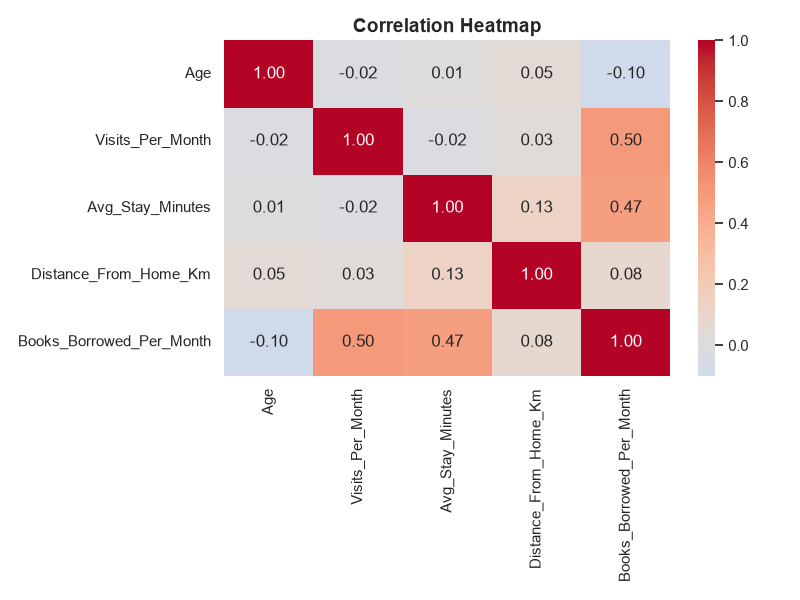 Correlation Heatmap
Age 1.00 -0.02 0.01 0.05 -0.10
Visits_Per_Month -0.02 1.00 -0.02 0.03 0.50
Avg_Stay_Minutes 0.01 -0.02 1.00 0.13 0.47
Distance_From_Home_Km 0.05 0.03 0.13 1.00 0.08
Books_Borrowed_Per_Month -0.10 0.50 0.47 0.08 1.00
Age
Visits_Per_Month
Avg_Stay_Minutes
Distance_From_Home_Km
Books_Borrowed_Per_Month
1.0
0.8
0.6
0.4
0.2
0.0